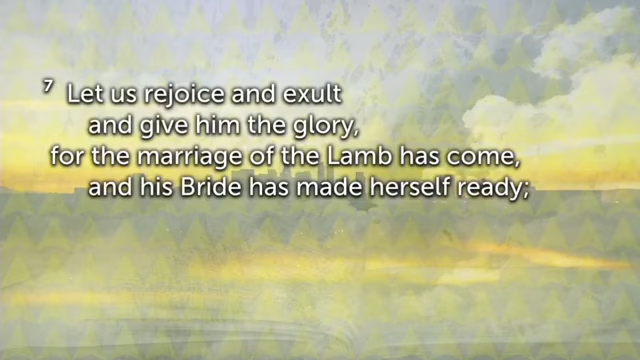 7 Let us rejoice and exult
and give him the glory,
for the marriage of the Lamb has come,
and his Bride has made herself ready;